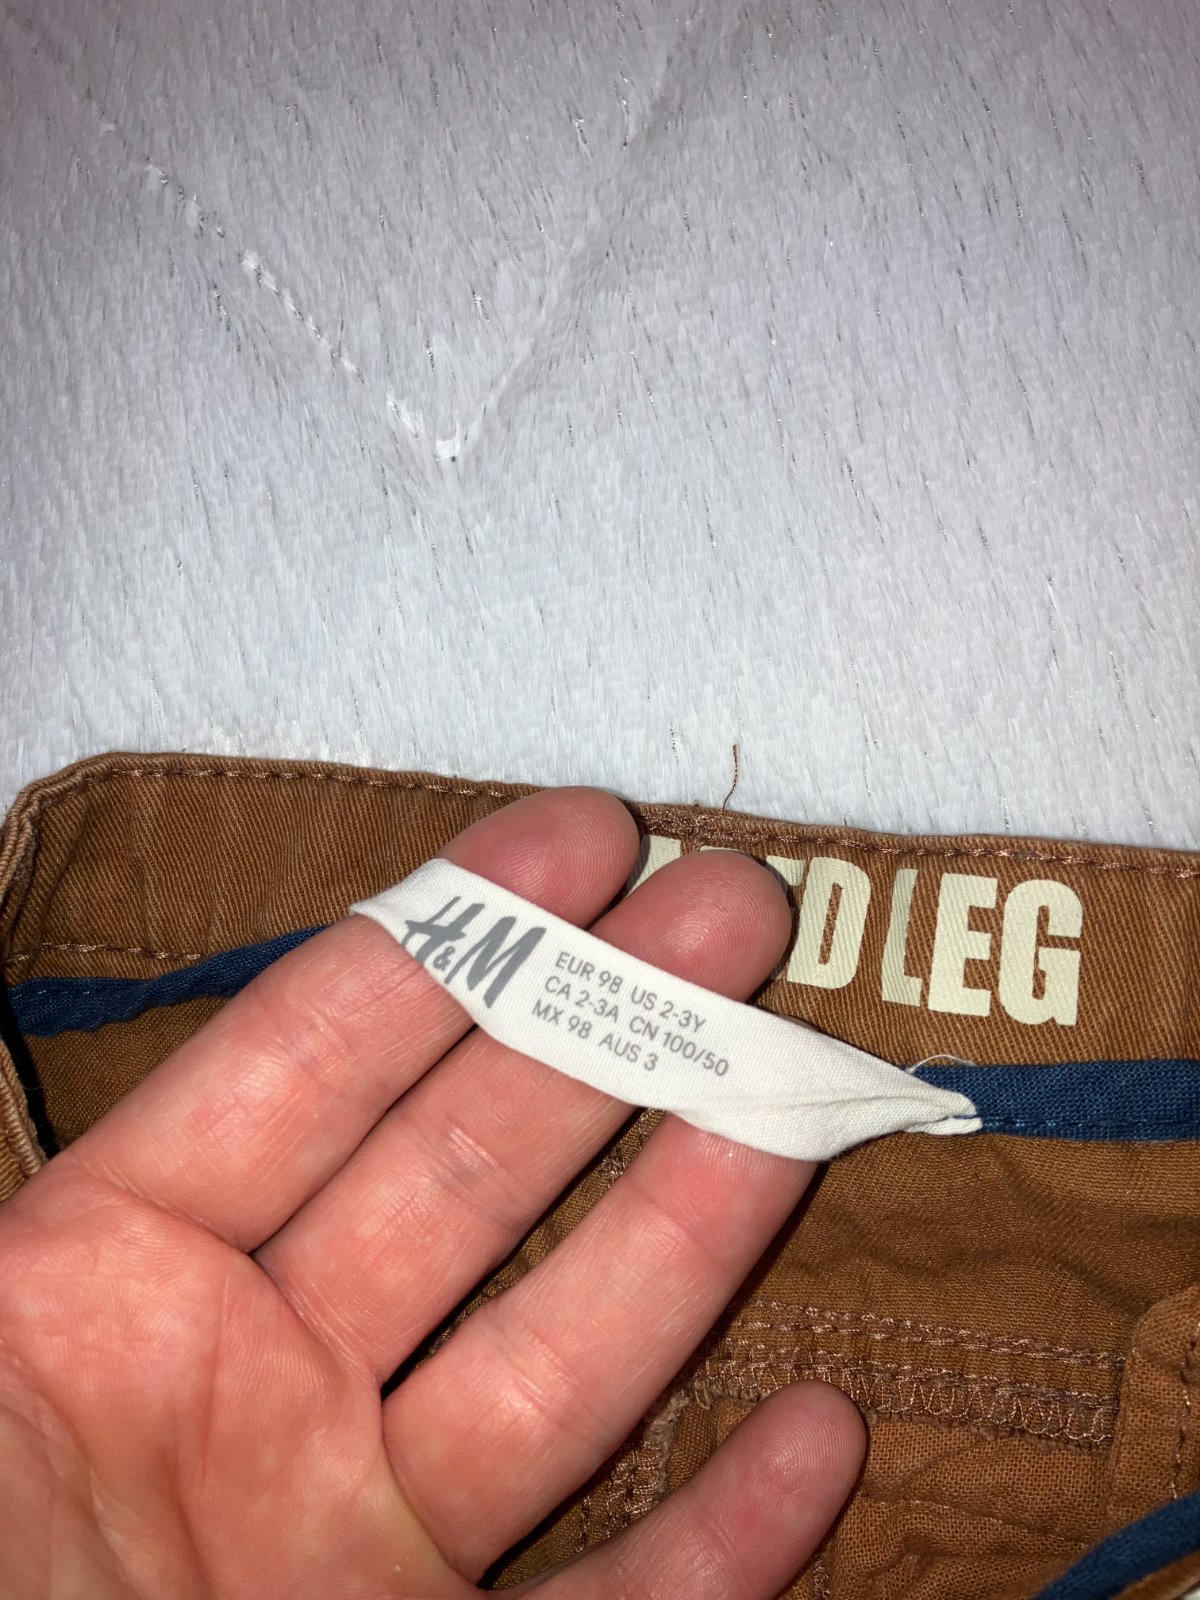 D LEG
H&M
EUR 98 US 2-3Y
CA 2-3A CN 100/50
MX 98 AUS 3